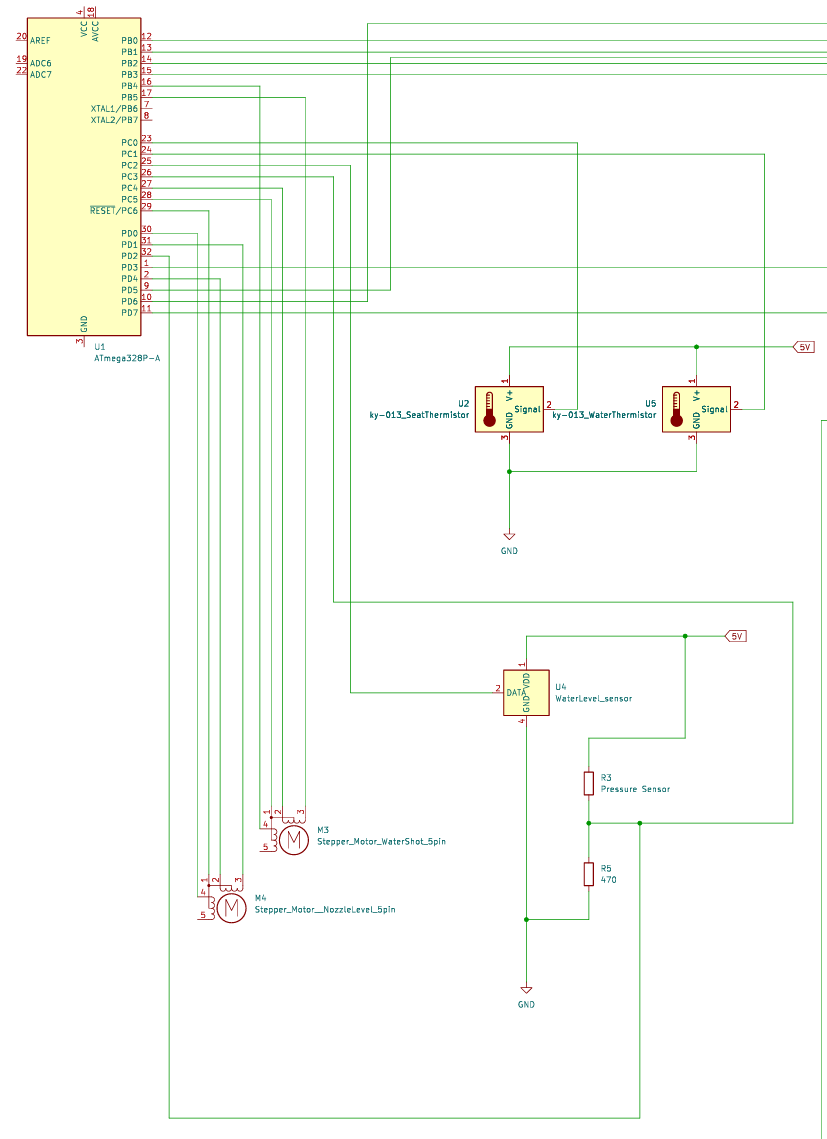 4
18
VCC
AVCC
20 AREF
PB0 12
PB1 13
19 ADC6
PB2 14
22 ADC7
PB3 15
PB4 16
PB5 17
XTAL1/PB6 7
XTAL2/PB7 8
PC0 23
PC1 24
PC2 25
PC3 26
PC4 27
PC5 28
RESET/PC6 29
PD0 30
PD1 31
PD2 32
PD3 1
PD4 2
PD5 9
PD6 10
PD7 11
GND
3
U1
ATmega328P-A
5V
1
V+
U2
ky-013_SeatThermistor
Signal 2
GND
3
1
V+
U5
ky-013_WaterThermistor
Signal 2
GND
3
GND
5V
1
VDD
2 DATA
GND
4
U4
WaterLevel_sensor
R3
Pressure Sensor
R5
470
GND
1 2 3
4
5
M
M3
Stepper_Motor_WaterShot_5pin
1 2 3
4
5
M
M4
Stepper_Motor__NozzleLevel_5pin